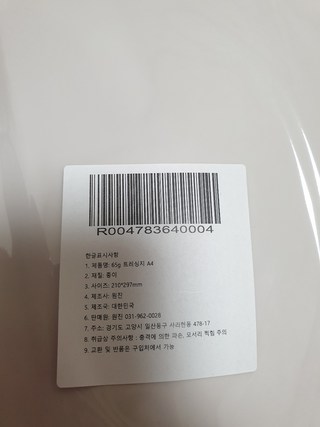 R004783640004
한글표시사항
1. 제품명: 65g 트레싱지 A4
2. 재질: 종이
3. 사이즈: 210*297mm
4. 제조사: 원진
5. 제조국: 대한민국
6. 판매원: 원진 031-962-0028
7. 주소: 경기도 고양시 일산동구 사리현동 478-17
8. 취급상 주의사항 : 충격에 의한 파손, 모서리 찍힘 주의
9. 교환 및 반품은 구입처에서 가능